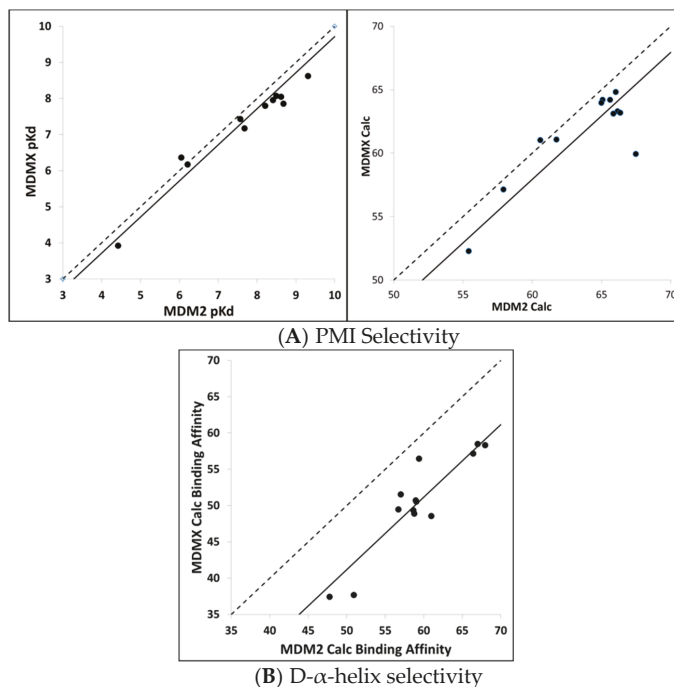 MDMX pKd
10
9
8
7
6
5
4
3
3 4 5 6 7 8 9 10
MDM2 pKd
MDMX Calc
70
65
60
55
50
50 55 60 65 70
MDM2 Calc
(A) PMI Selectivity
MDMX Calc Binding Affinity
70
65
60
55
50
45
40
35
35 40 45 50 55 60 65 70
MDM2 Calc Binding Affinity
(B) D-α-helix selectivity